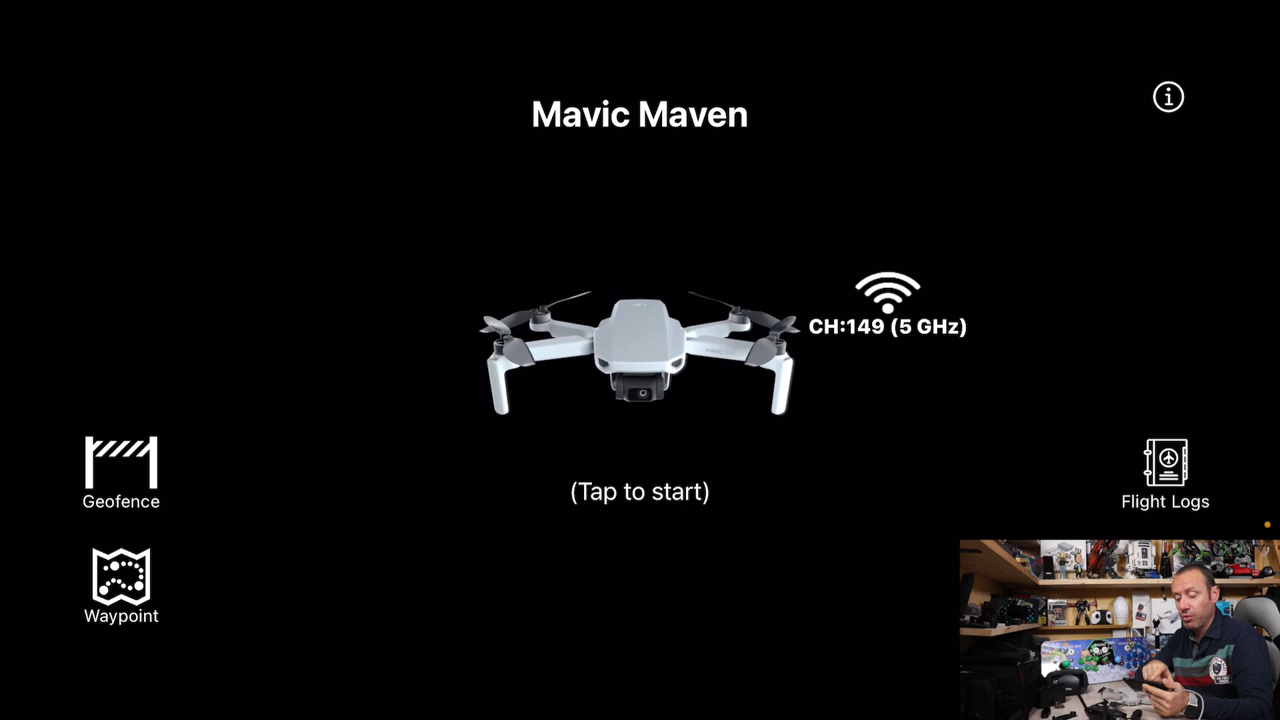 Mavic Maven
CH:149 (5 GHz)
Geofence
(Tap to start)
Flight Logs
Waypoint